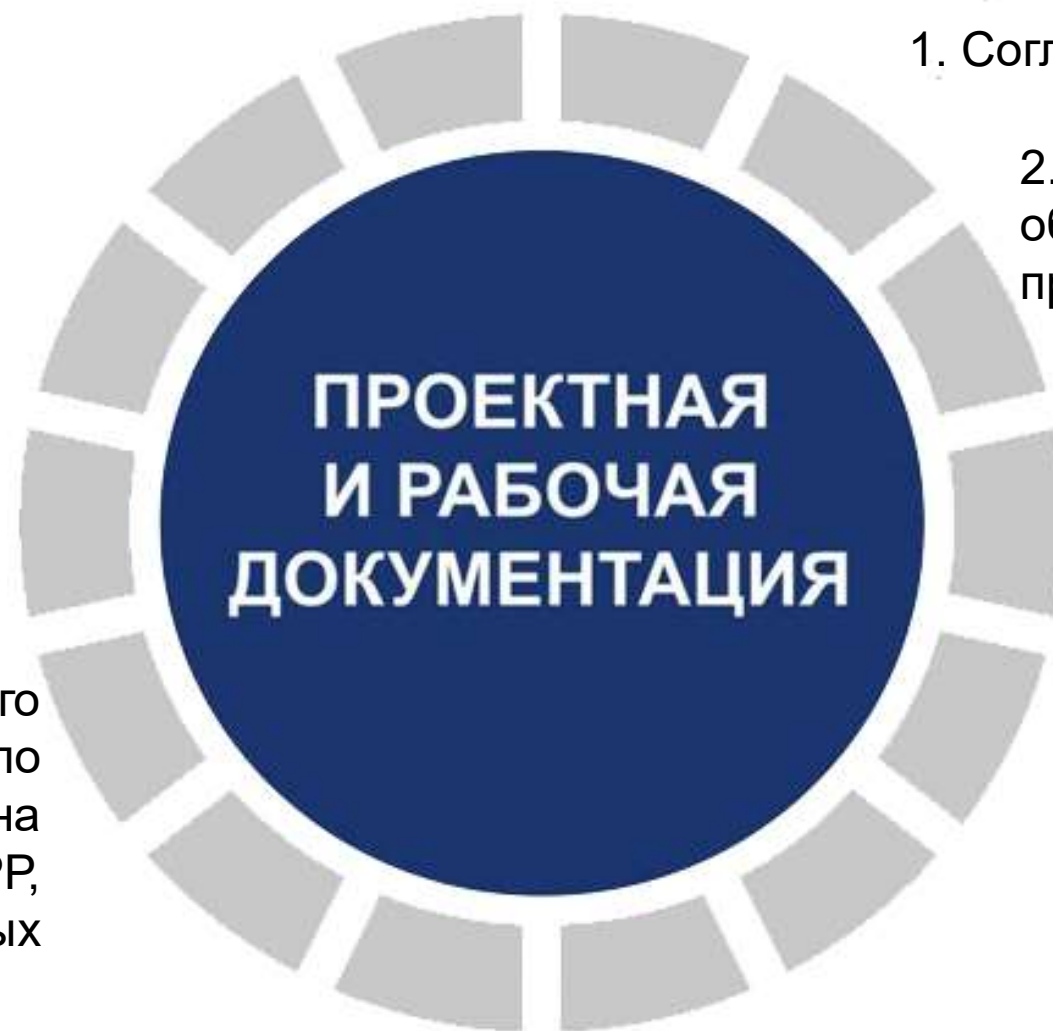 1. Согл
2.
об
пр
ПРОЕКТНАЯ
И РАБОЧАЯ
ДОКУМЕНТАЦИЯ
го
по
на
РР,
ых